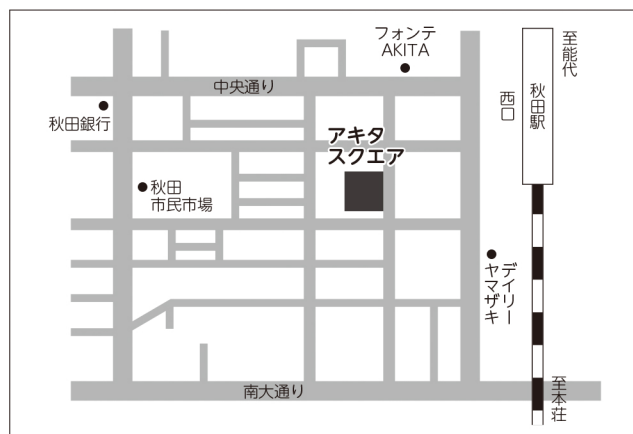 フォンテ
AKITA
至能代
中央通り
秋田駅
西口
秋田銀行
アキタ
スクエア
秋田
市民市場
デイリー
ヤマザキ
南大通り
至本荘